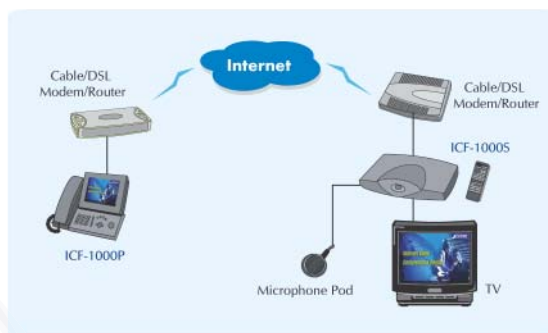 Internet
Cable/DSL
Modem/Router
Cable/DSL
Modem/Router
ICF-1000S
ICF-1000P
Microphone Pod
TV